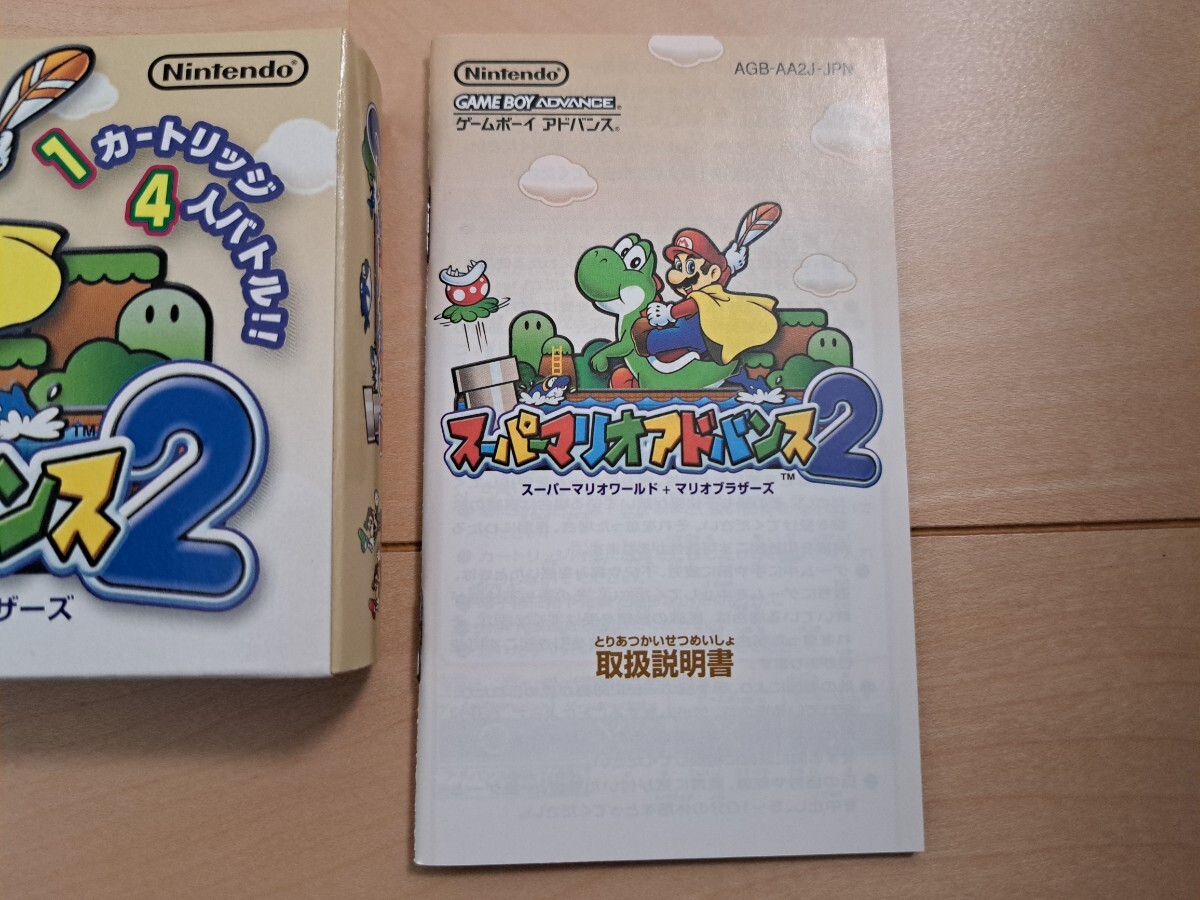 Nintendo
1カートリッジ
4人バトル!!
ンス2
TM
ザーズ
Nintendo
AGB-AA2J-JPN
GAME BOY ADVANCE
ゲームボーイ アドバンス
スーパーマリオアドバンス2
TM
スーパーマリオワールド+マリオブラザーズ
とりあつかいせつめいしょ
取扱説明書